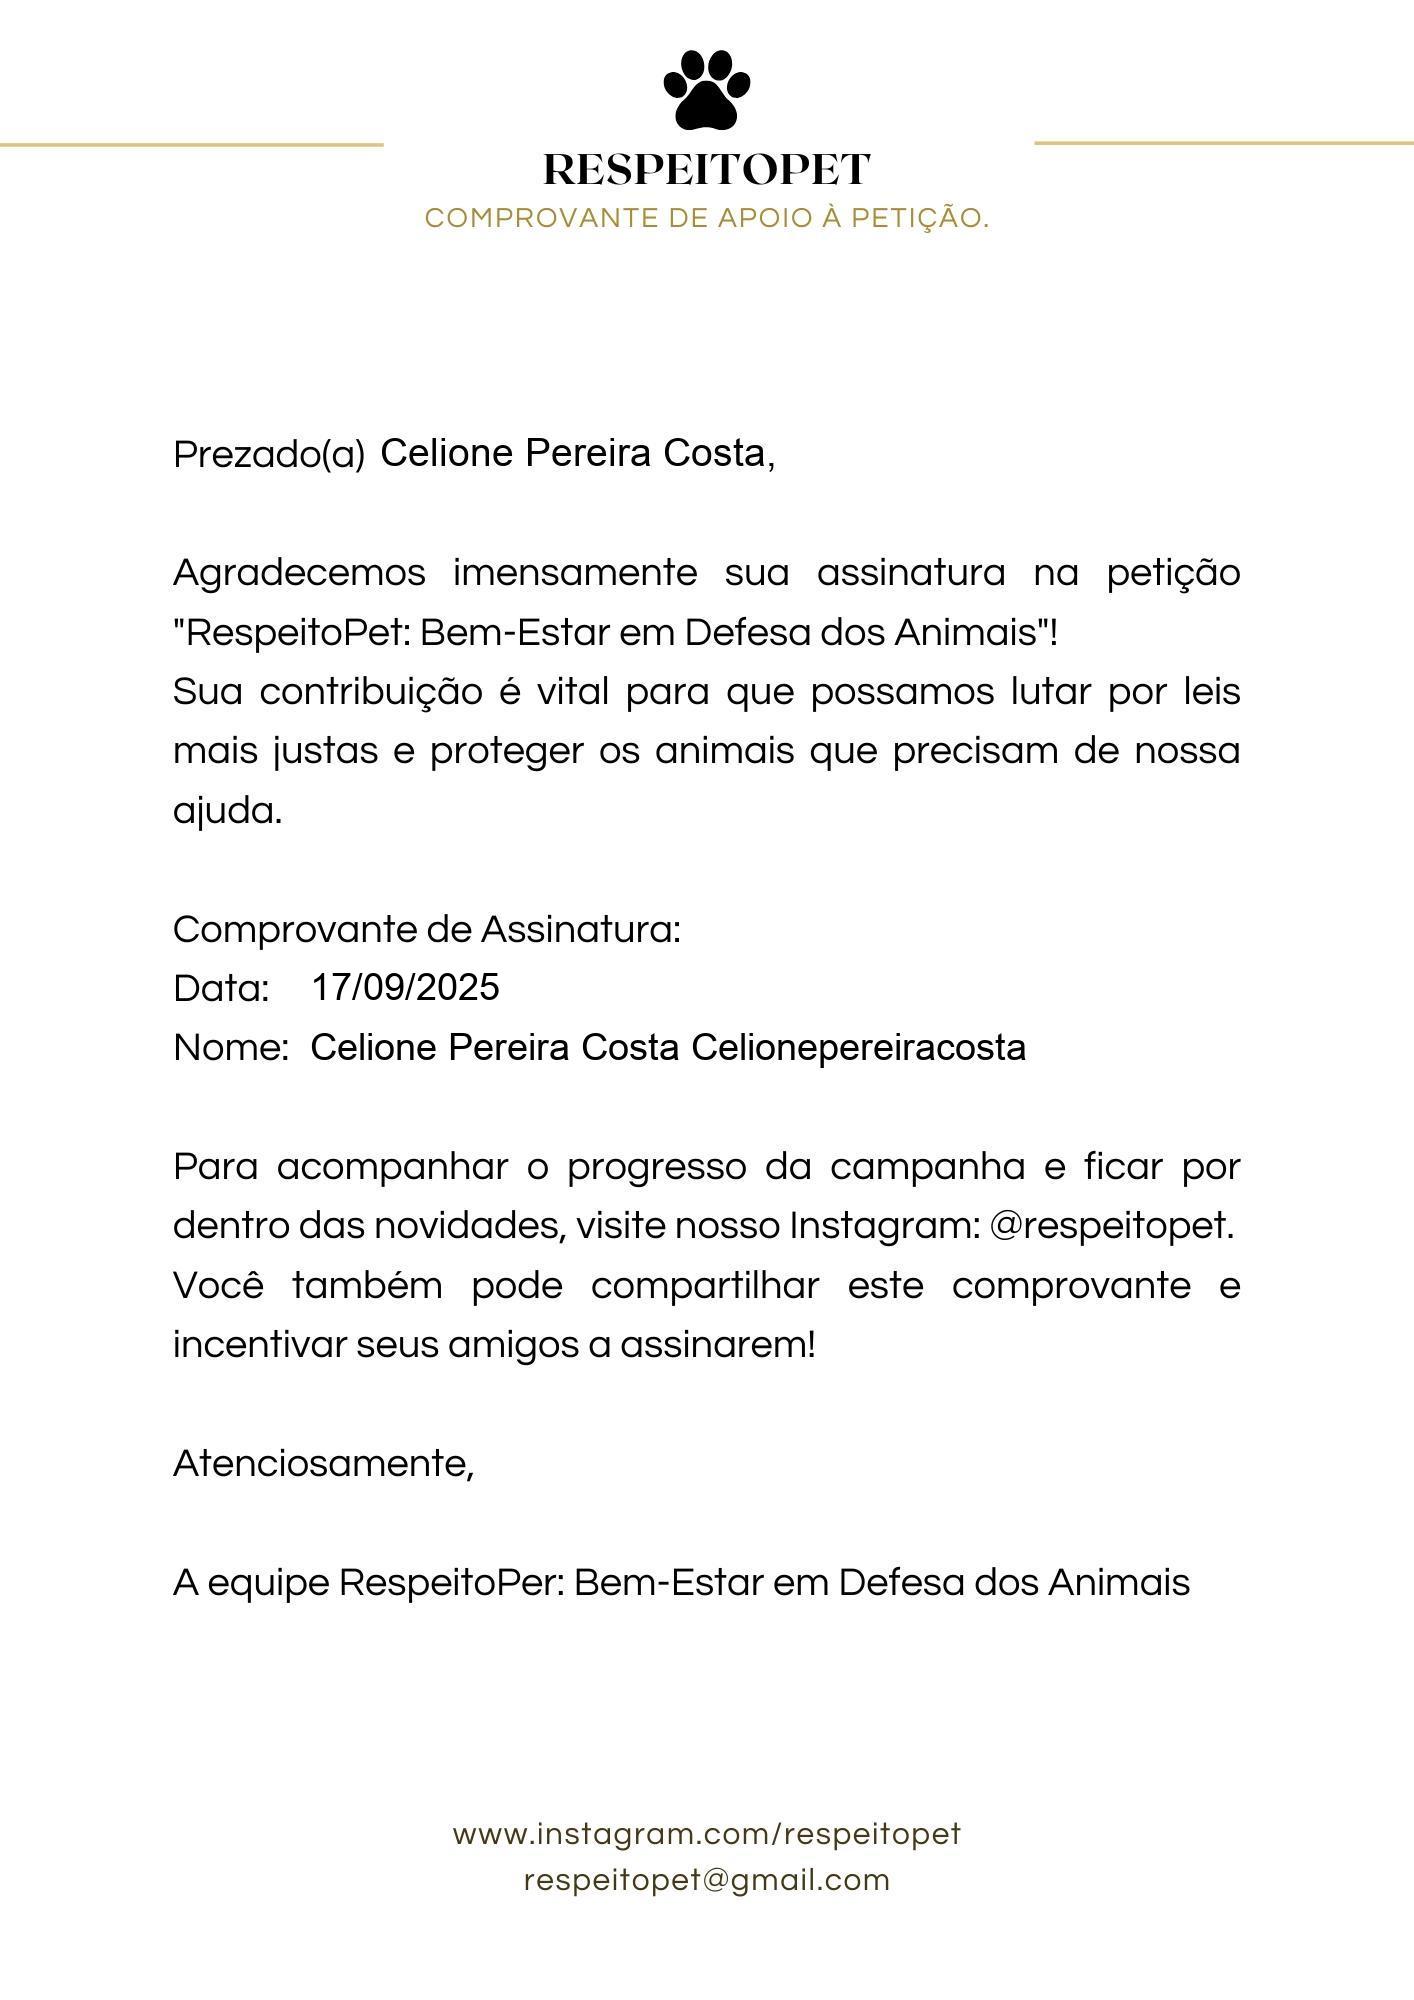 RESPEITOPET
COMPROVANTE DE APOIO À PETIÇÃO.
Prezado(a) Celione Pereira Costa,
Agradecemos imensamente sua assinatura na petição
"RespeitoPet: Bem-Estar em Defesa dos Animais"!
Sua contribuição é vital para que possamos lutar por leis
mais justas e proteger os animais que precisam de nossa
ajuda.
Comprovante de Assinatura:
Data: 17/09/2025
Nome: Celione Pereira Costa Celionepereiracosta
Para acompanhar o progresso da campanha e ficar por
dentro das novidades, visite nosso Instagram: @respeitopet.
Você também pode compartilhar este comprovante e
incentivar seus amigos a assinarem!
Atenciosamente,
A equipe RespeitoPer: Bem-Estar em Defesa dos Animais
www.instagram.com/respeitopet
respeitopet@gmail.com